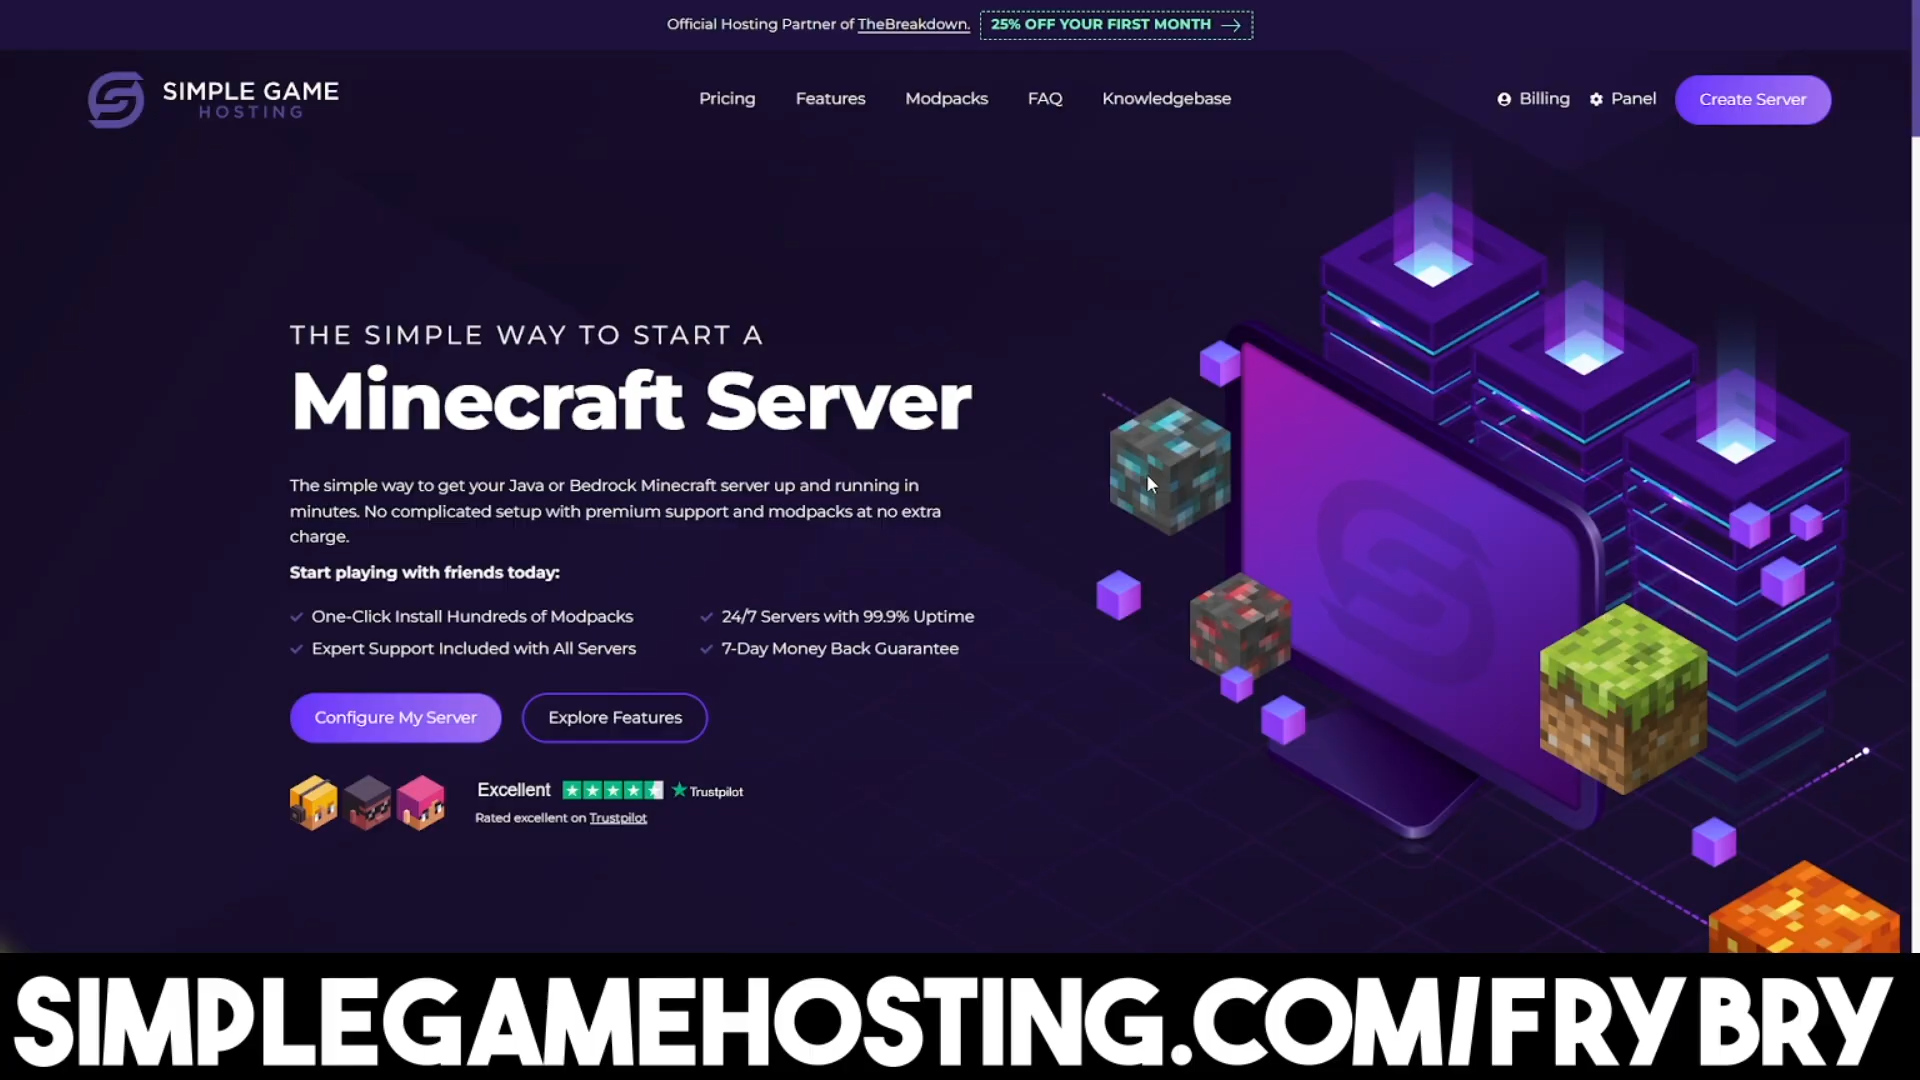 Official Hosting Partner of TheBreakdown. 25% OFF YOUR FIRST MONTH
SIMPLE GAME
HOSTING
Pricing Features Modpacks FAQ Knowledgebase
Billing Panel Create Server
THE SIMPLE WAY TO START A
Minecraft Server
The simple way to get your Java or Bedrock Minecraft server up and running in
minutes. No complicated setup with premium support and modpacks at no extra
charge.
Start playing with friends today:
One-Click Install Hundreds of Modpacks 24/7 Servers with 99.9% Uptime
Expert Support Included with All Servers 7-Day Money Back Guarantee
Configure My Server Explore Features
Excellent Trustpilot
Rated excellent on Trustpilot
SIMPLEGAMEHOSTING.COM/FRYBRY